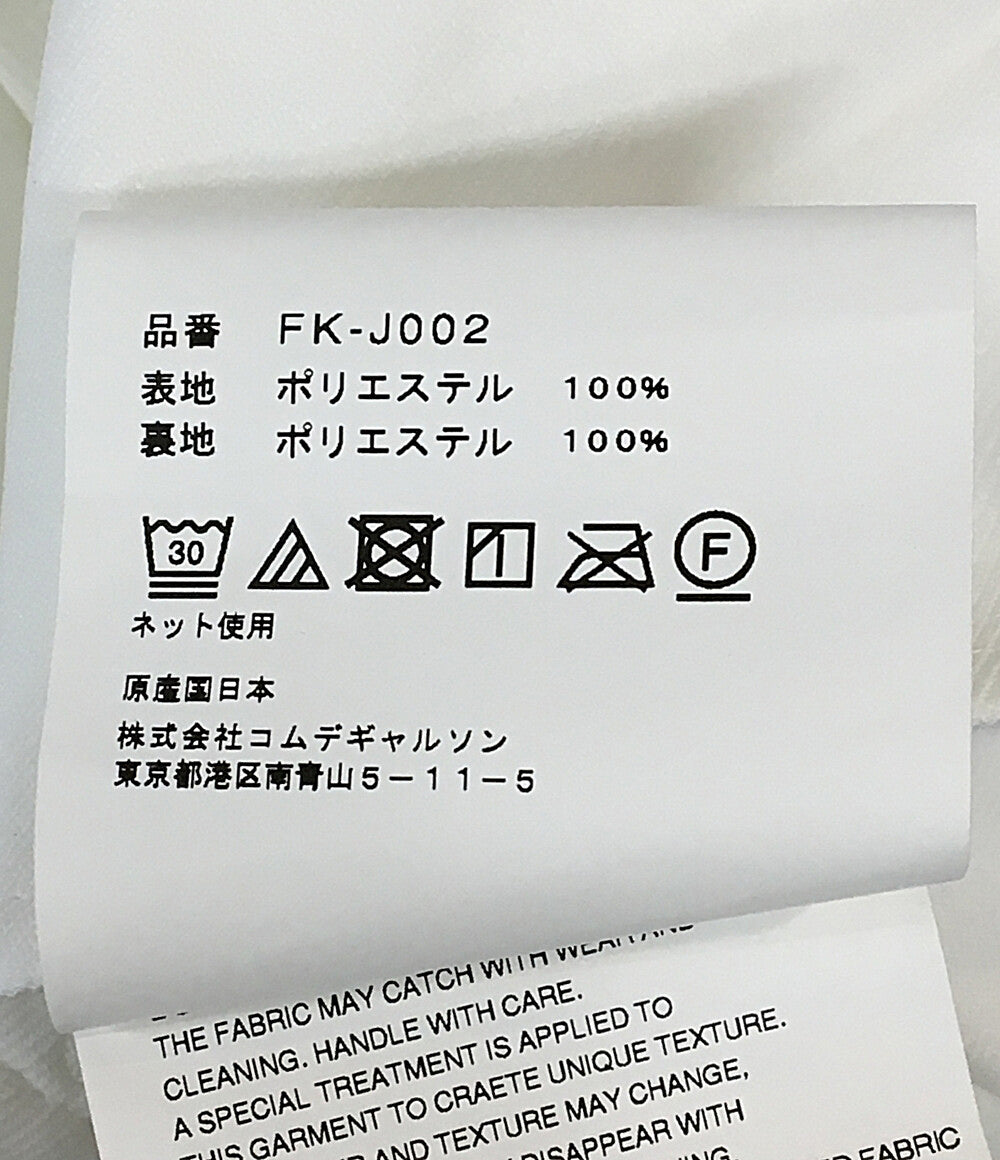 品番 FK-J002
表地 ポリエステル 100%
裏地 ポリエステル 100%
30
F
ネット使用
原産国日本
株式会社コムデギャルソン
東京都港区南青山5-11-5
THE FABRIC MAY CATCH WITH WEAR AND
CLEANING. HANDLE WITH CARE.
A SPECIAL TREATMENT IS APPLIED TO
THIS GARMENT TO CRAETE UNIQUE TEXTURE.
AND TEXTURE MAY CHANGE,
DISAPPEAR WITH
FABRIC